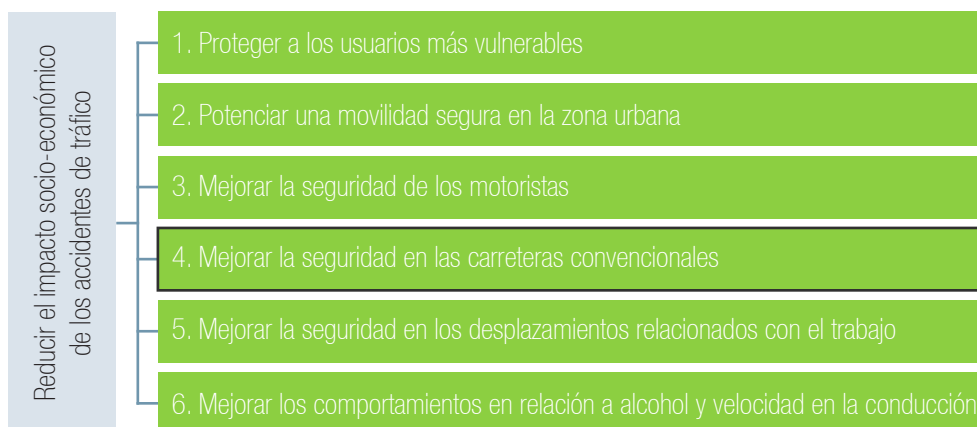 Reducir el impacto socio-económico
de los accidentes de tráfico
1. Proteger a los usuarios más vulnerables
2. Potenciar una movilidad segura en la zona urbana
3. Mejorar la seguridad de los motoristas
4. Mejorar la seguridad en las carreteras convencionales
5. Mejorar la seguridad en los desplazamientos relacionados con el trabajo
6. Mejorar los comportamientos en relación a alcohol y velocidad en la conducción